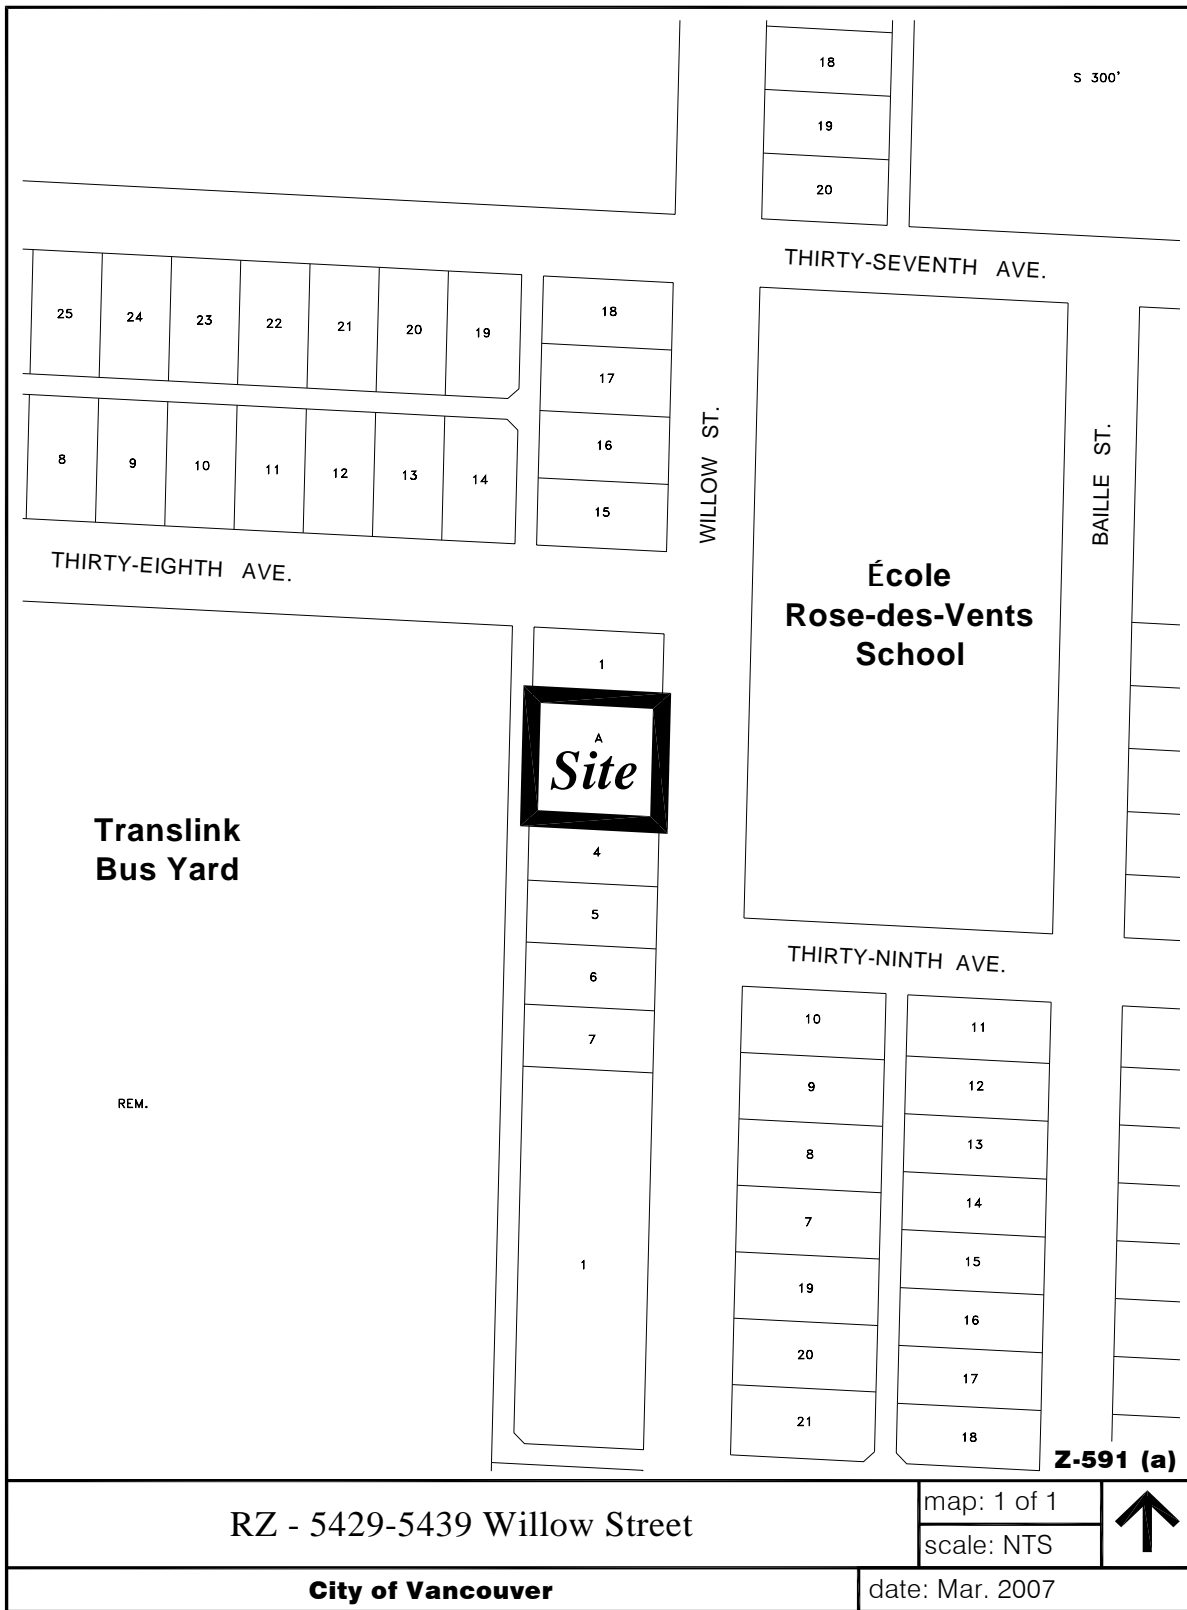 18
S 300'
19
20
THIRTY-SEVENTH AVE.
25 24 23 22 21 20 19
18
17
16
15
8 9 10 11 12 13 14
WILLOW ST.
BAILLE ST.
THIRTY-EIGHTH AVE.
École
Rose-des-Vents
School
1
A
Site
Translink
Bus Yard
4
5
6
7
THIRTY-NINTH AVE.
REM.
1
10
9
8
7
19
20
21
11
12
13
14
15
16
17
18
Z-591 (a)
RZ - 5429-5439 Willow Street
map: 1 of 1
scale: NTS
City of Vancouver
date: Mar. 2007